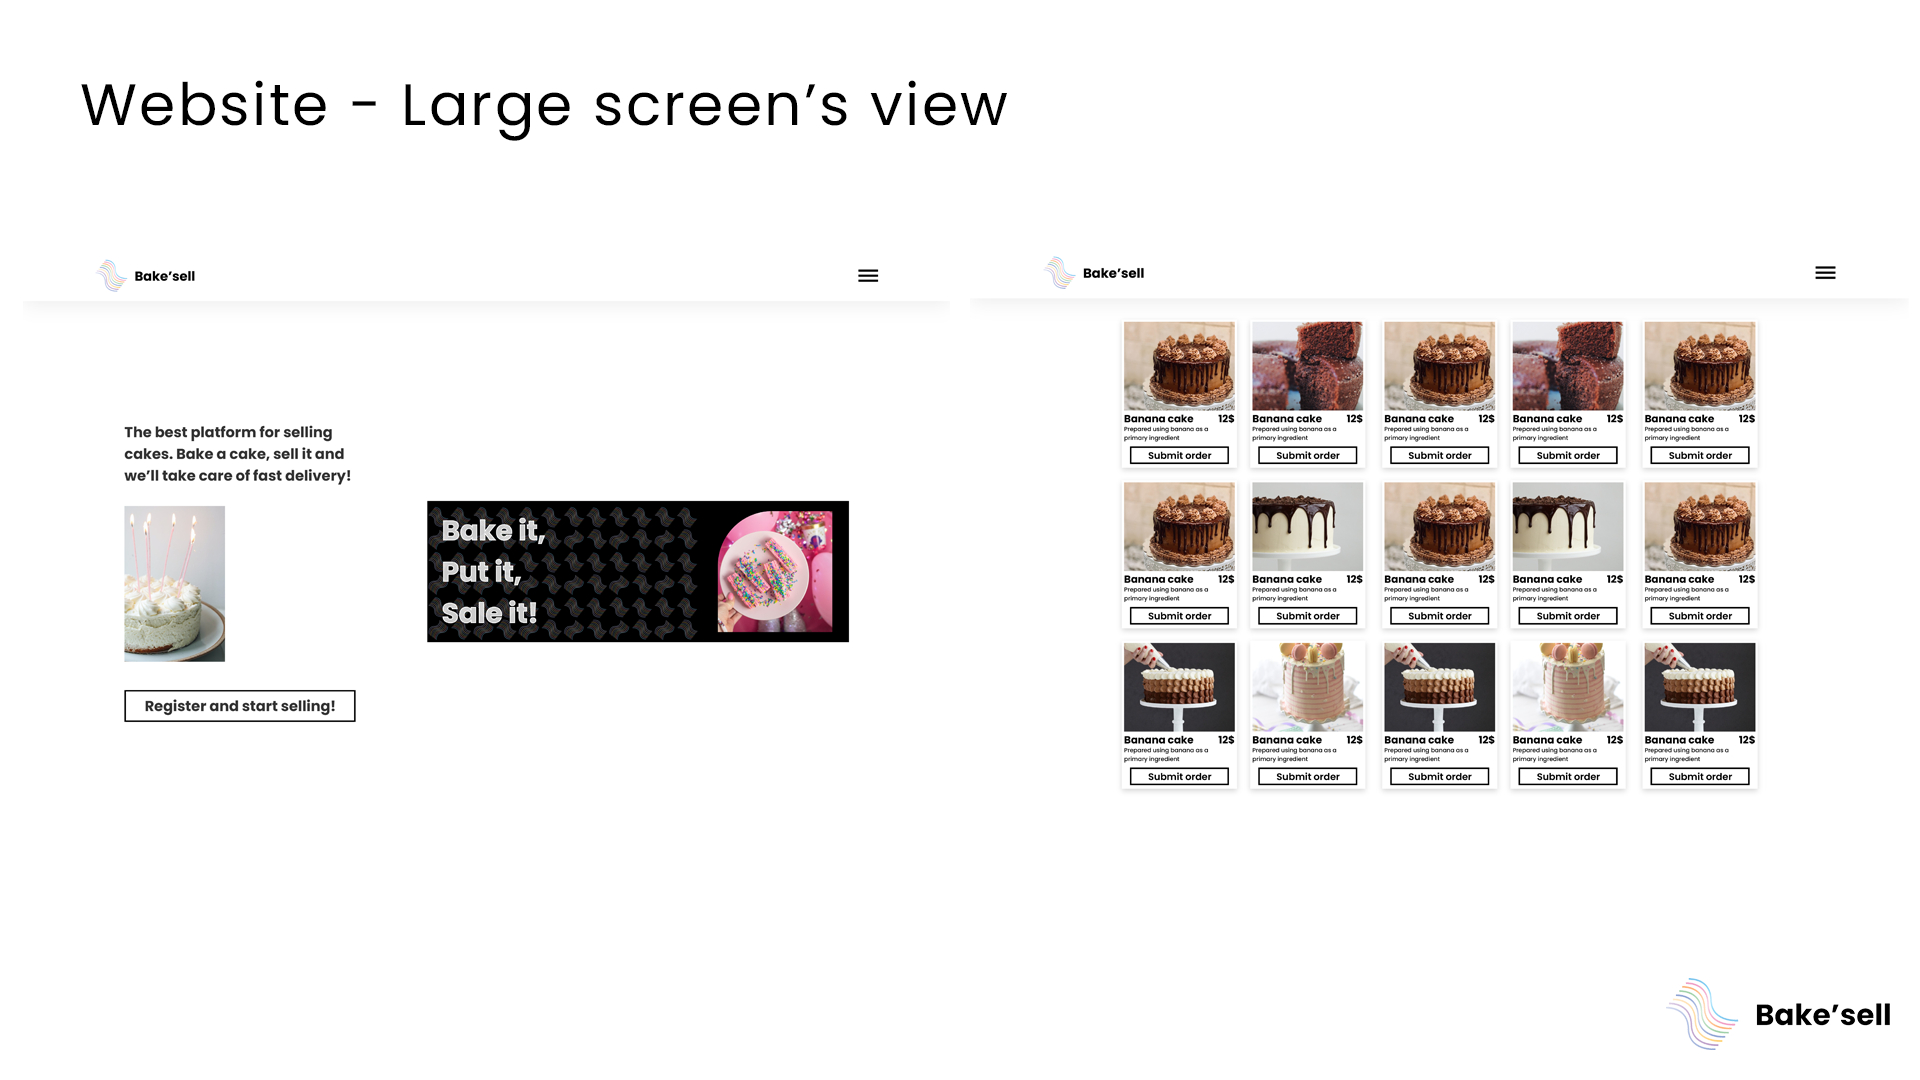 Website - Large screen’s view
Bake’sell
The best platform for selling
cakes. Bake a cake, sell it and
we’ll take care of fast delivery!
Register and start selling!
Bake it,
Put it,
Sale it!
Bake’sell
Banana cake 12$
Prepared using banana as a
primary ingredient
Submit order
Banana cake 12$
Prepared using banana as a
primary ingredient
Submit order
Banana cake 12$
Prepared using banana as a
primary ingredient
Submit order
Banana cake 12$
Prepared using banana as a
primary ingredient
Submit order
Banana cake 12$
Prepared using banana as a
primary ingredient
Submit order
Banana cake 12$
Prepared using banana as a
primary ingredient
Submit order
Banana cake 12$
Prepared using banana as a
primary ingredient
Submit order
Banana cake 12$
Prepared using banana as a
primary ingredient
Submit order
Banana cake 12$
Prepared using banana as a
primary ingredient
Submit order
Banana cake 12$
Prepared using banana as a
primary ingredient
Submit order
Banana cake 12$
Prepared using banana as a
primary ingredient
Submit order
Banana cake 12$
Prepared using banana as a
primary ingredient
Submit order
Banana cake 12$
Prepared using banana as a
primary ingredient
Submit order
Banana cake 12$
Prepared using banana as a
primary ingredient
Submit order
Banana cake 12$
Prepared using banana as a
primary ingredient
Submit order
Bake’sell